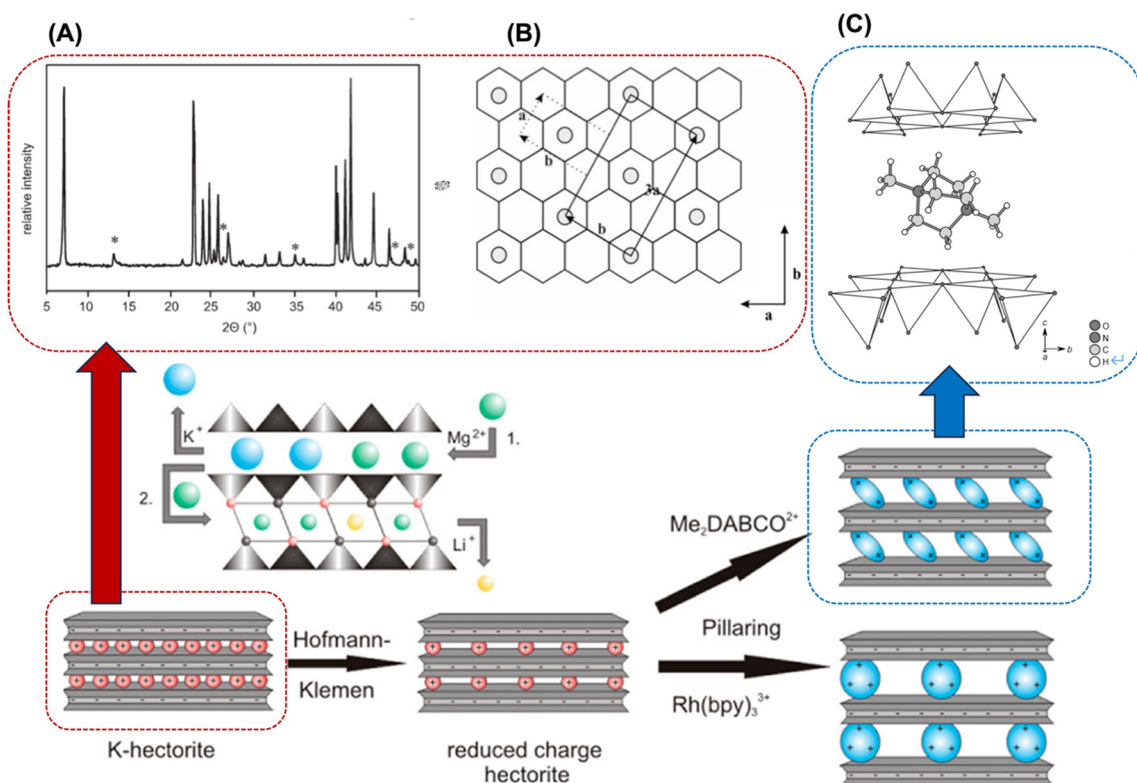 (A)
(B)
(C)
relative intensity
*
*
*
*
*
5 10 15 20 25 30 35 40 45 50
2Θ (°)
a
b
3a
b
b
a
c
a
b
O
N
C
H
K⁺
Mg²⁺
1.
2.
Li⁺
Me₂DABCO²⁺
Hofmann-
Klemen
Pillaring
Rh(bpy)₃³⁺
K-hectorite
reduced charge
hectorite